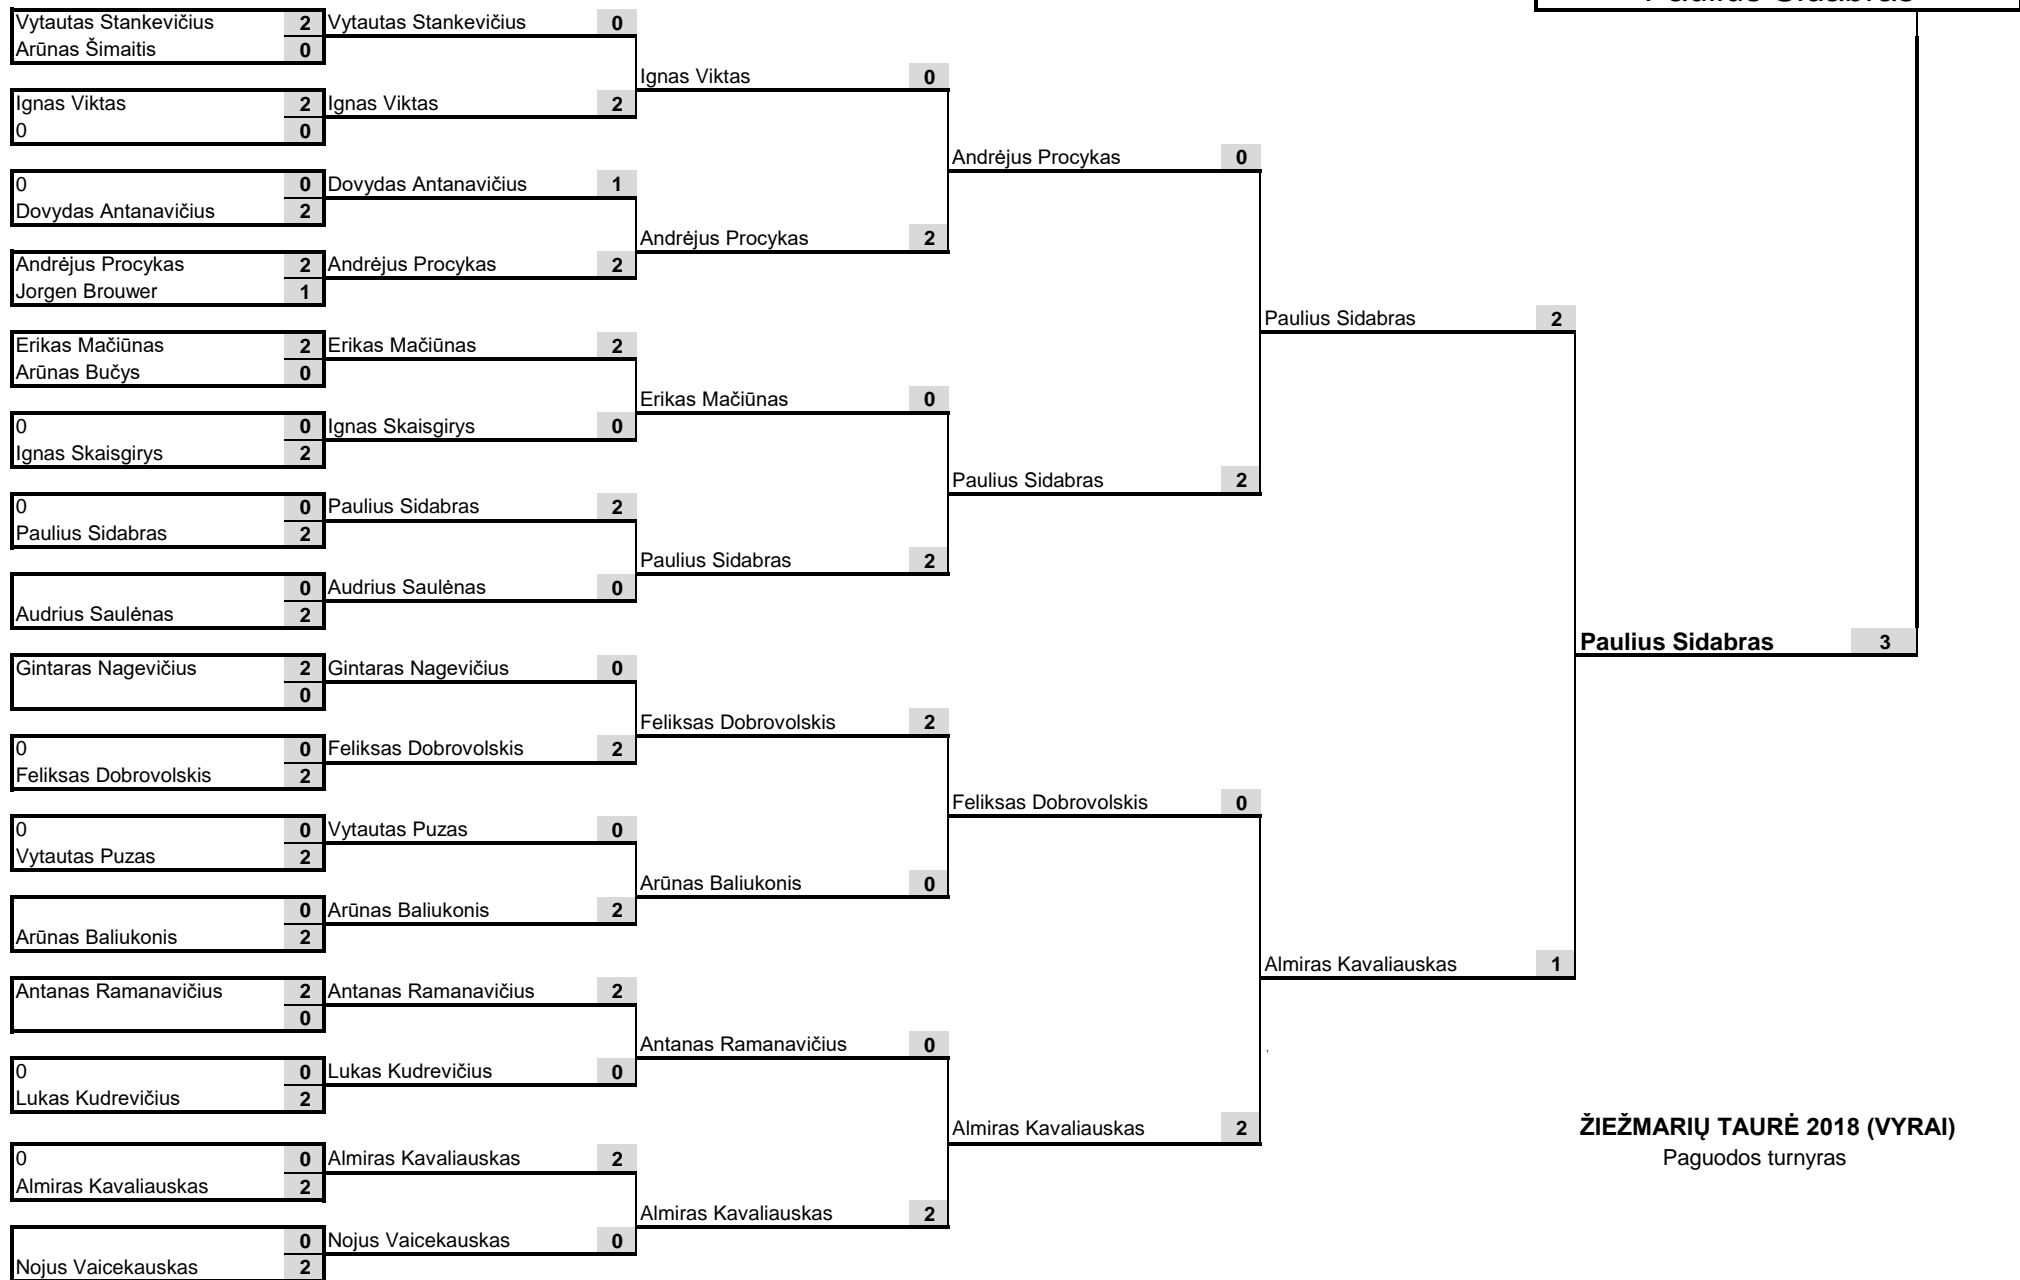 Paulius Sidabras
Vytautas Stankevičius 2 Vytautas Stankevičius 0
Arūnas Šimaitis 0
Ignas Viktas 0
Ignas Viktas 2 Ignas Viktas 2
0 0
Andrėjus Procykas 0
0 0 Dovydas Antanavičius 1
Dovydas Antanavičius 2
Andrėjus Procykas 2
Andrėjus Procykas 2 Andrėjus Procykas 2
Jorgen Brouwer 1
Paulius Sidabras 2
Erikas Mačiūnas 2 Erikas Mačiūnas 2
Arūnas Bučys 0
Erikas Mačiūnas 0
0 0 Ignas Skaisgirys 0
Ignas Skaisgirys 2
Paulius Sidabras 2
0 0 Paulius Sidabras 2
Paulius Sidabras 2
Paulius Sidabras 2
0 Audrius Saulėnas 0
Audrius Saulėnas 2
Paulius Sidabras 3
Gintaras Nagevičius 2 Gintaras Nagevičius 0
0
Feliksas Dobrovolskis 2
0 0 Feliksas Dobrovolskis 2
Feliksas Dobrovolskis 2
Feliksas Dobrovolskis 0
0 0 Vytautas Puzas 0
Vytautas Puzas 2
Arūnas Baliukonis 0
0 Arūnas Baliukonis 2
Arūnas Baliukonis 2
Almiras Kavaliauskas 1
Antanas Ramanavičius 2 Antanas Ramanavičius 2
0
Antanas Ramanavičius 0
0 0 Lukas Kudrevičius 0
Lukas Kudrevičius 2
Almiras Kavaliauskas 2
ŽIEŽMARIŲ TAURĖ 2018 (VYRAI)
Paguodos turnyras
0 0 Almiras Kavaliauskas 2
Almiras Kavaliauskas 2
Almiras Kavaliauskas 2
0 Nojus Vaicekauskas 0
Nojus Vaicekauskas 2